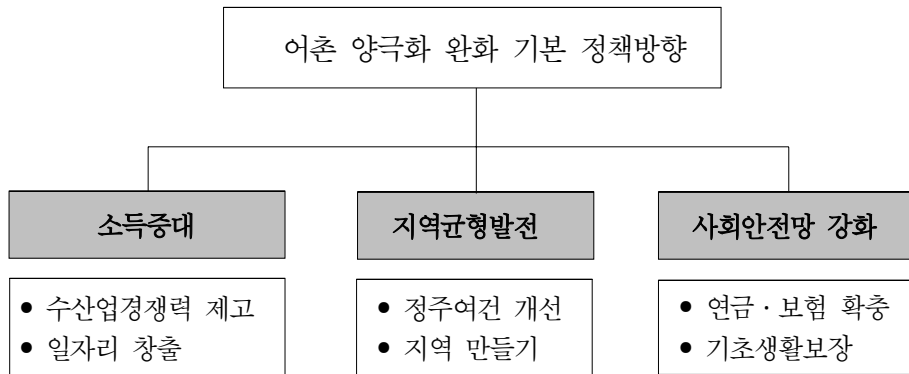 어촌 양극화 완화 기본 정책방향
소득증대
지역균형발전
사회안전망 강화
• 수산업경쟁력 제고
• 일자리 창출
• 정주여건 개선
• 지역 만들기
• 연금·보험 확충
• 기초생활보장